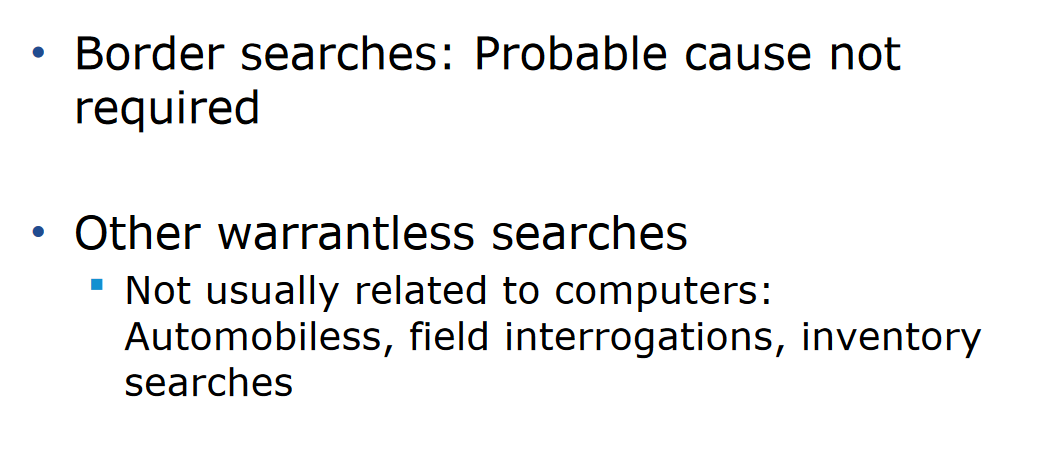 • Border searches: Probable cause not
required
• Other warrantless searches
▪ Not usually related to computers:
Automobiless, field interrogations, inventory
searches